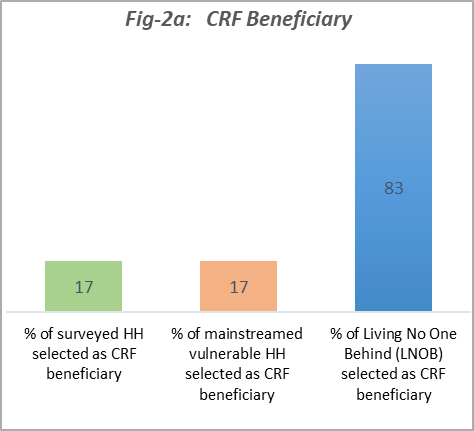 Fig-2a: CRF Beneficiary
17
17
83
% of surveyed HH
selected as CRF
beneficiary
% of mainstreamed
vulnerable HH
selected as CRF
beneficiary
% of Living No One
Behind (LNOB)
selected as CRF
beneficiary